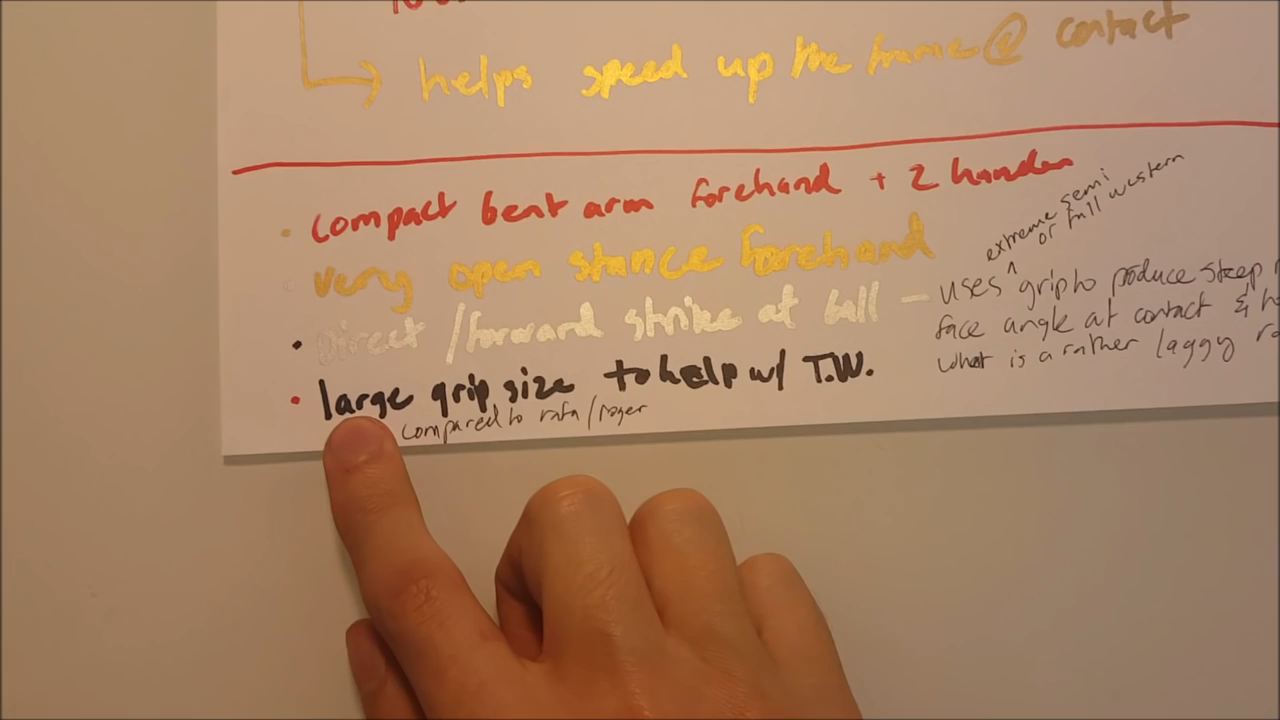 helps speed up the frame @ contact
compact bent arm forehand + 2 hander
very open stance forehand
Direct / forward strike at ball –
large grip size to help w/ T.W.
compared to rafa / roger
extreme semi
or full western
uses ^ grip to produce steep
face angle at contact &
what is a rather laggy